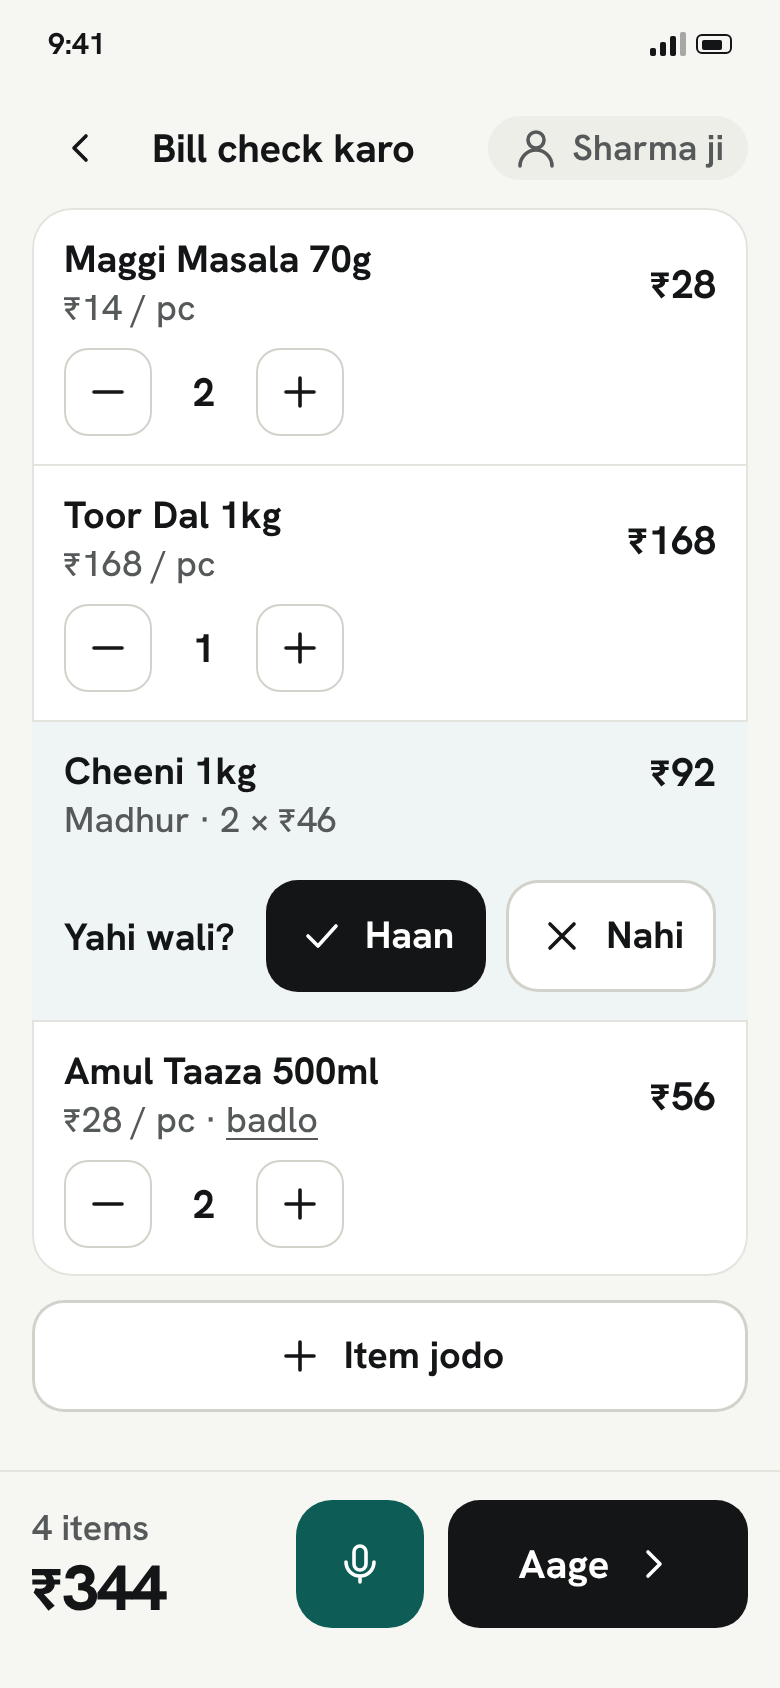 9:41
Bill check karo
Sharma ji
Maggi Masala 70g
₹28
₹14 / pc
2
Toor Dal 1kg
₹168
₹168 / pc
1
Cheeni 1kg
₹92
Madhur · 2 × ₹46
Yahi wali?
Haan
Nahi
Amul Taaza 500ml
₹56
₹28 / pc · badlo
2
Item jodo
4 items
₹344
Aage